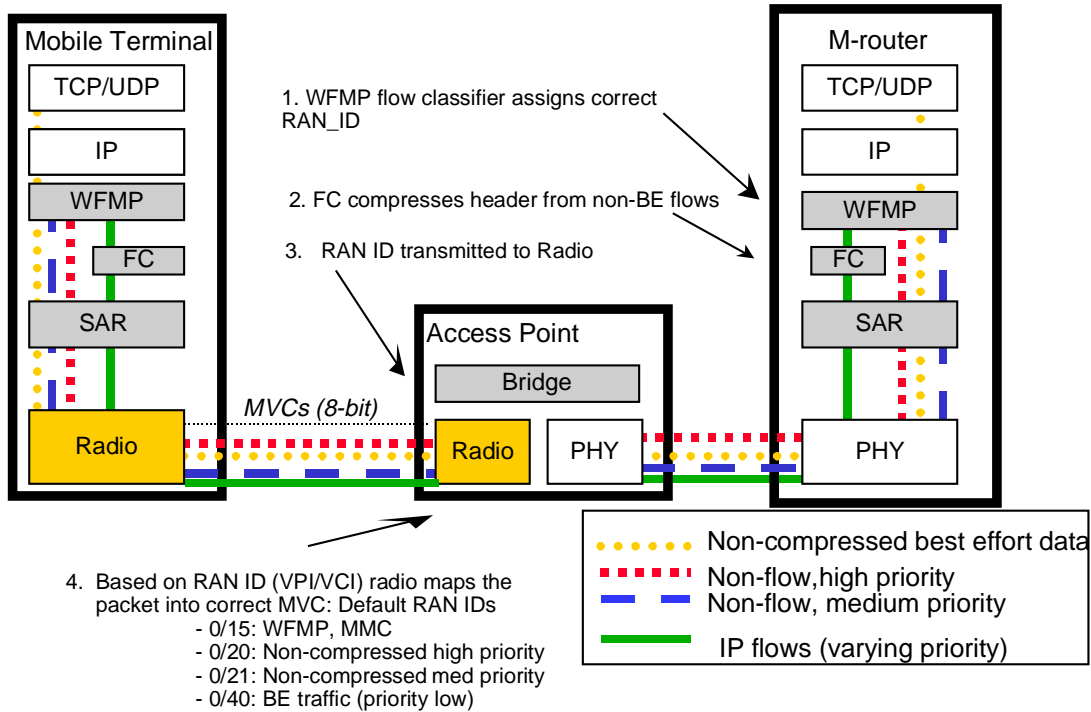 Mobile Terminal
TCP/UDP
IP
WFMP
FC
SAR
Radio
1. WFMP flow classifier assigns correct
RAN_ID
2. FC compresses header from non-BE flows
3. RAN ID transmitted to Radio
MVCs (8-bit)
Access Point
Bridge
Radio
PHY
M-router
TCP/UDP
IP
WFMP
FC
SAR
PHY
4. Based on RAN ID (VPI/VCI) radio maps the
packet into correct MVC: Default RAN IDs
- 0/15: WFMP, MMC
- 0/20: Non-compressed high priority
- 0/21: Non-compressed med priority
- 0/40: BE traffic (priority low)
Non-compressed best effort data
Non-flow,high priority
Non-flow, medium priority
IP flows (varying priority)